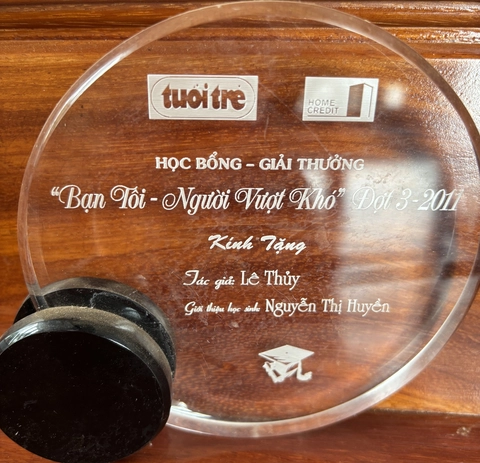 tuổi trẻ
HOME CREDIT
HỌC BỔNG – GIẢI THƯỞNG
“Bạn Tôi - Người Vượt Khó” Đợt 3-2017
Kính Tặng
Tác giả: Lê Thủy
Giới thiệu học sinh: Nguyễn Thị Huyền